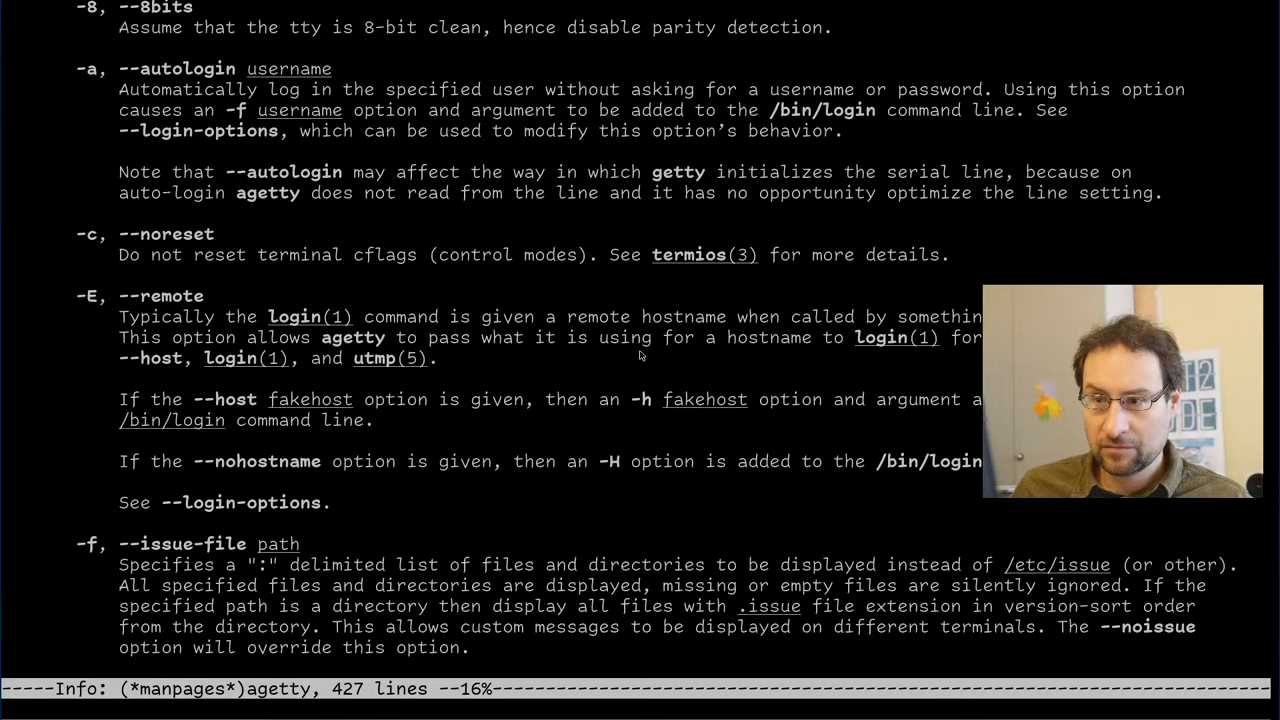 -8, --8bits
Assume that the tty is 8-bit clean, hence disable parity detection.
-a, --autologin username
Automatically log in the specified user without asking for a username or password. Using this option
causes an -f username option and argument to be added to the /bin/login command line. See
--login-options, which can be used to modify this option’s behavior.
Note that --autologin may affect the way in which getty initializes the serial line, because on
auto-login agetty does not read from the line and it has no opportunity optimize the line setting.
-c, --noreset
Do not reset terminal cflags (control modes). See termios(3) for more details.
-E, --remote
Typically the login(1) command is given a remote hostname when called by somethin
This option allows agetty to pass what it is using for a hostname to login(1) for
--host, login(1), and utmp(5).
If the --host fakehost option is given, then an -h fakehost option and argument a
/bin/login command line.
If the --nohostname option is given, then an -H option is added to the /bin/login
See --login-options.
-f, --issue-file path
Specifies a ":" delimited list of files and directories to be displayed instead of /etc/issue (or other).
All specified files and directories are displayed, missing or empty files are silently ignored. If the
specified path is a directory then display all files with .issue file extension in version-sort order
from the directory. This allows custom messages to be displayed on different terminals. The --noissue
option will override this option.
-----Info: (*manpages*)agetty, 427 lines --16%-------------------------------------------------------------------------